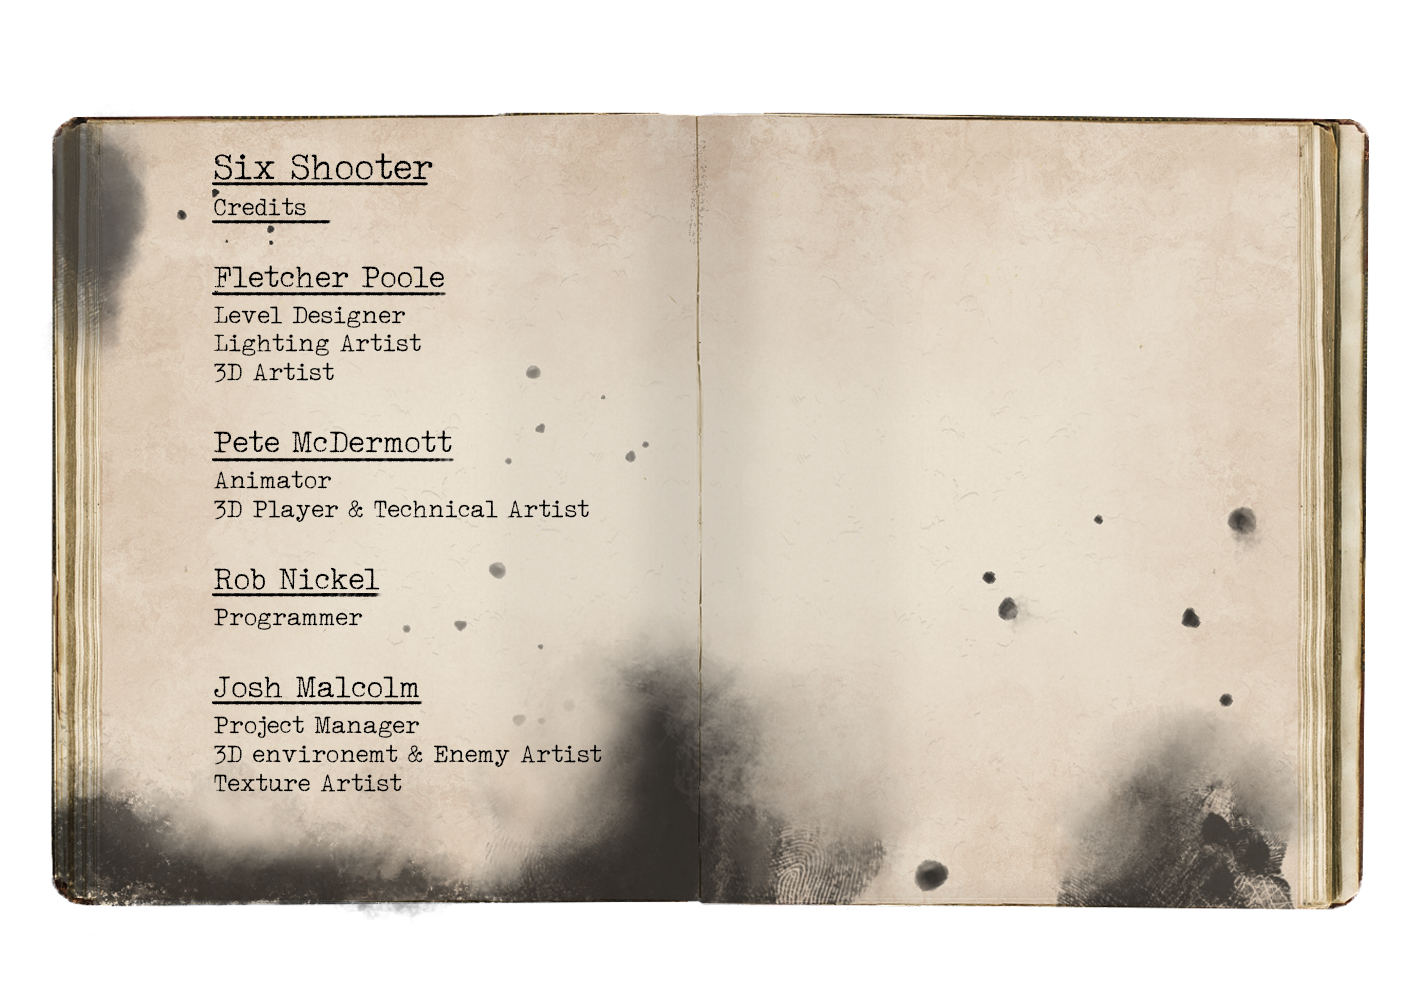 Six Shooter
Credits
Fletcher Poole
Level Designer
Lighting Artist
3D Artist
Pete McDermott
Animator
3D Player & Technical Artist
Rob Nickel
Programmer
Josh Malcolm
Project Manager
3D environemt & Enemy Artist
Texture Artist